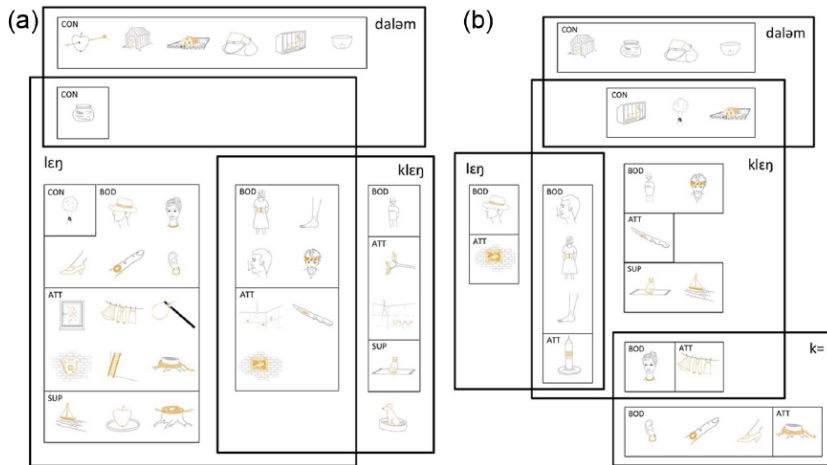 (a)
daləm
CON
CON
lɛŋ
klɛŋ
CON
BOD
BOD
BOD
ATT
ATT
ATT
SUP
SUP
(b)
daləm
CON
CON
klɛŋ
lɛŋ
BOD
BOD
BOD
ATT
ATT
SUP
ATT
k=
BOD
ATT
BOD
ATT